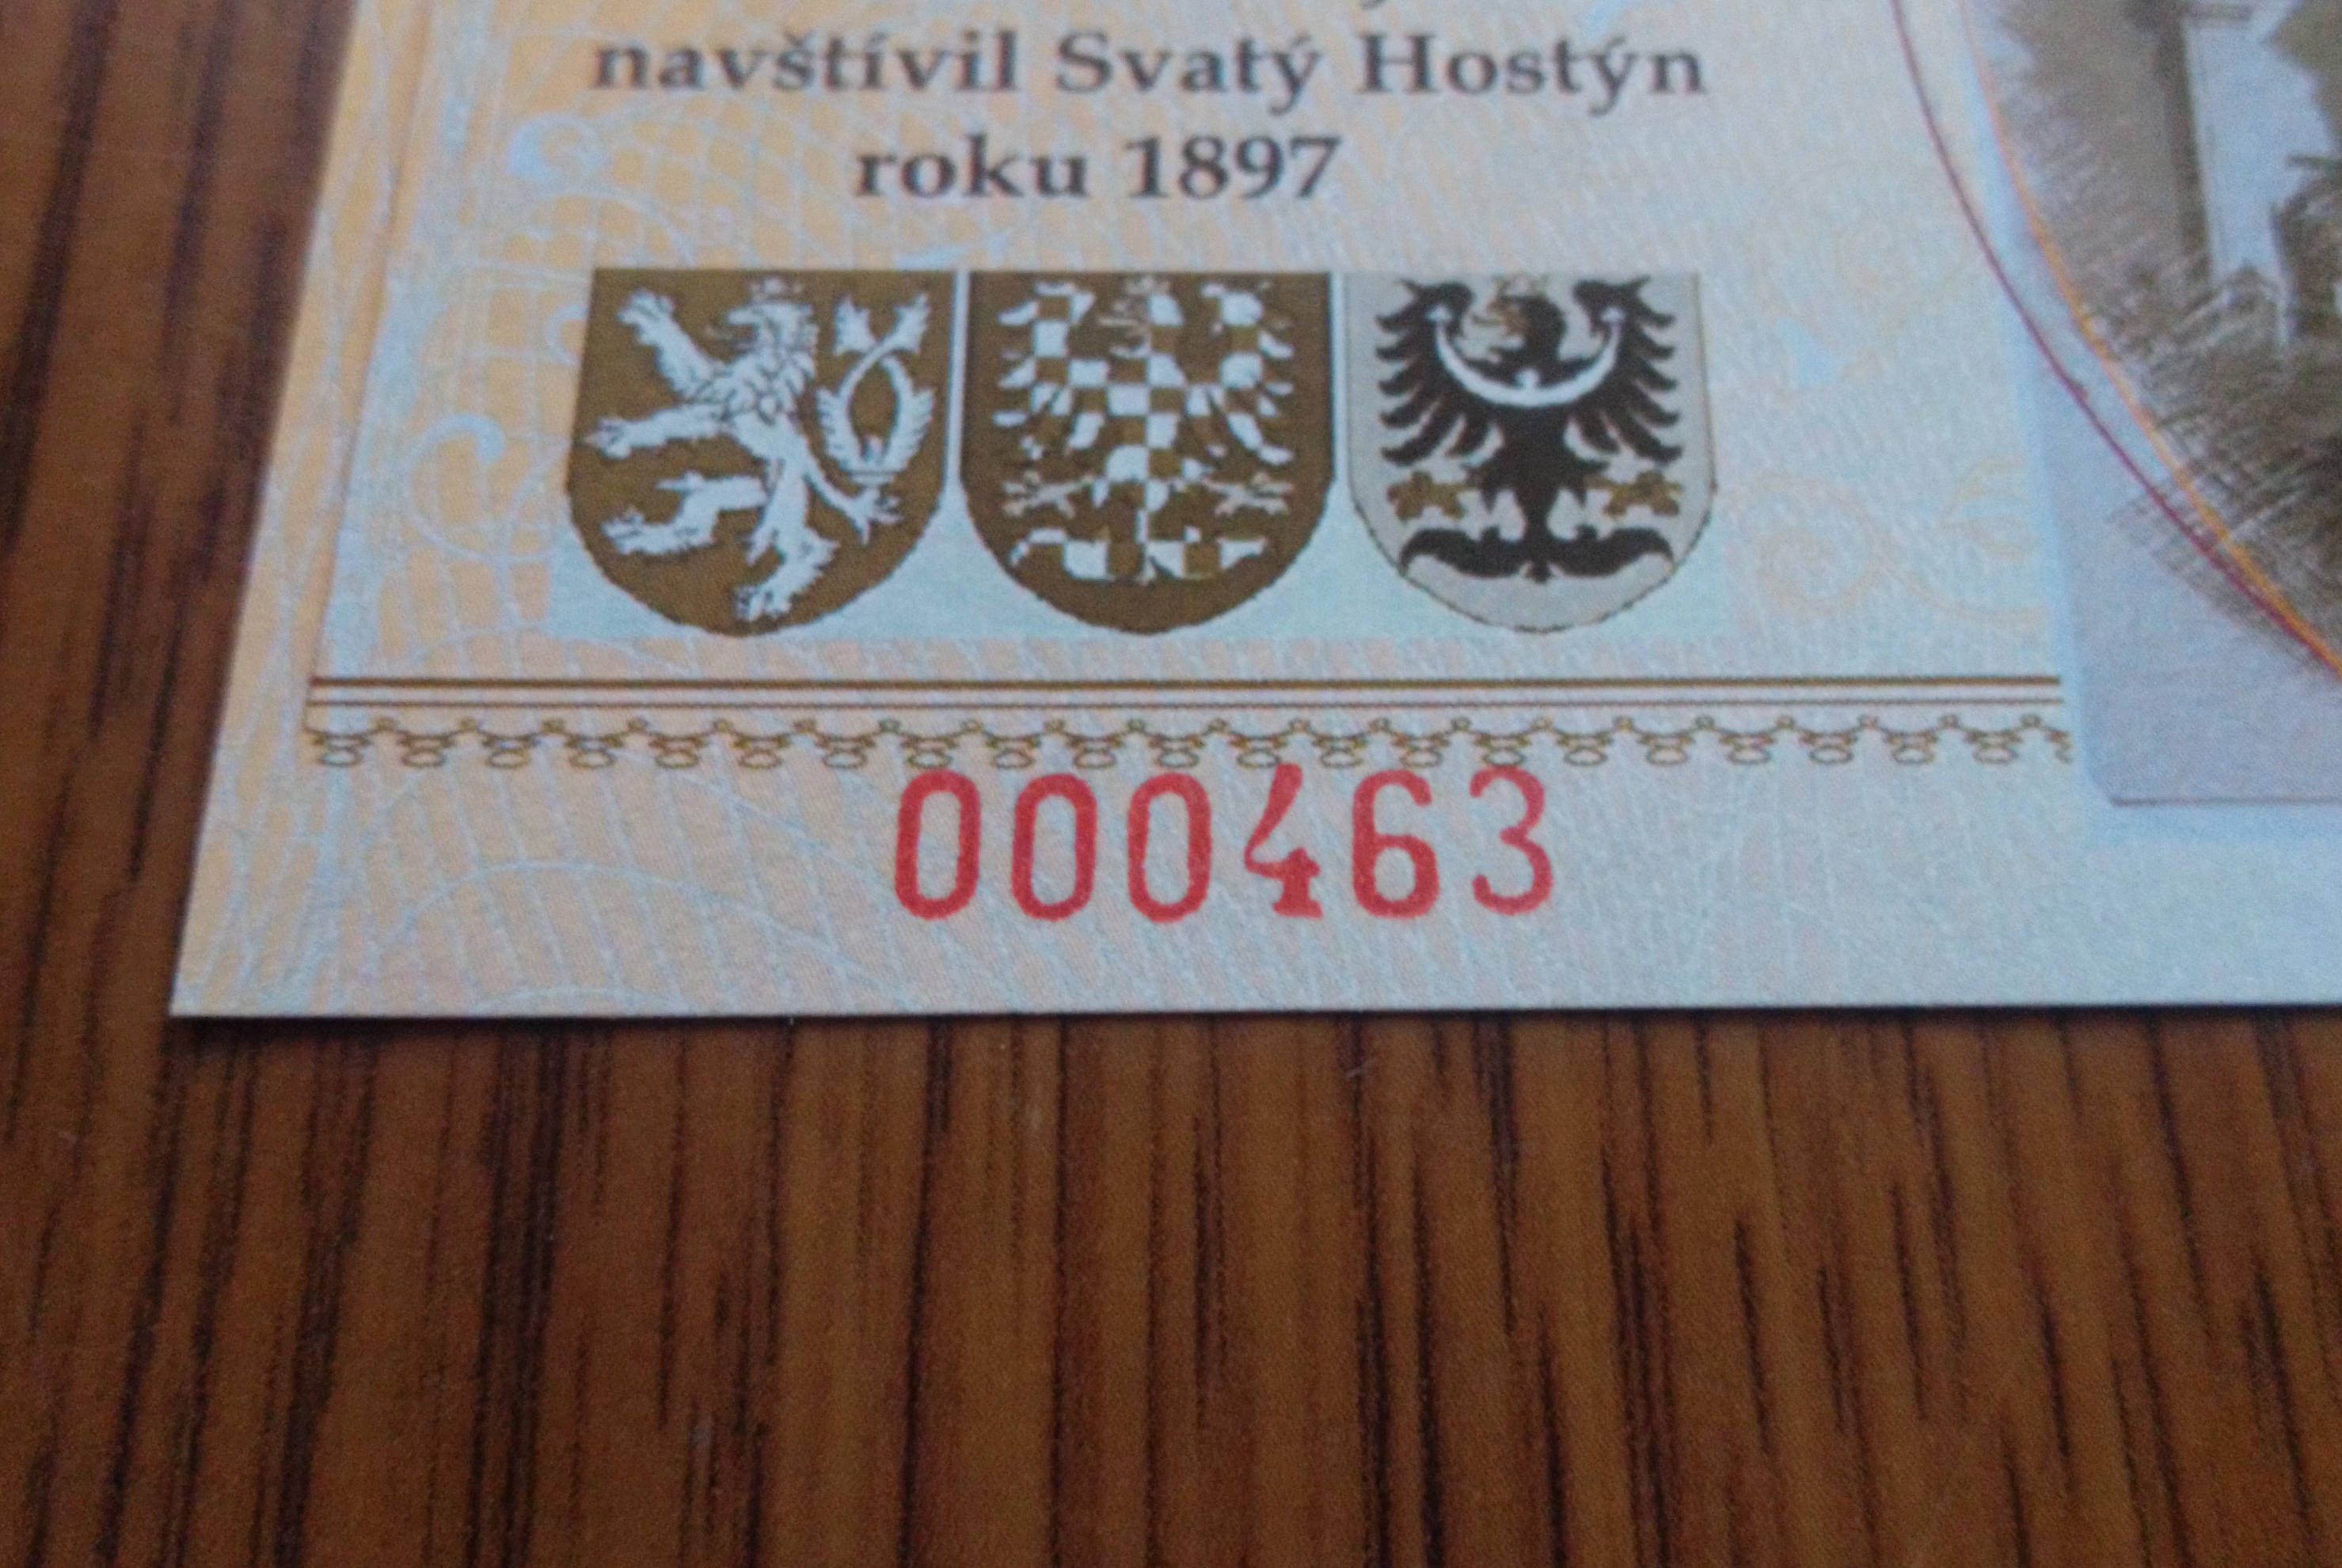 navštívil Svatý Hostýn
roku 1897
000463